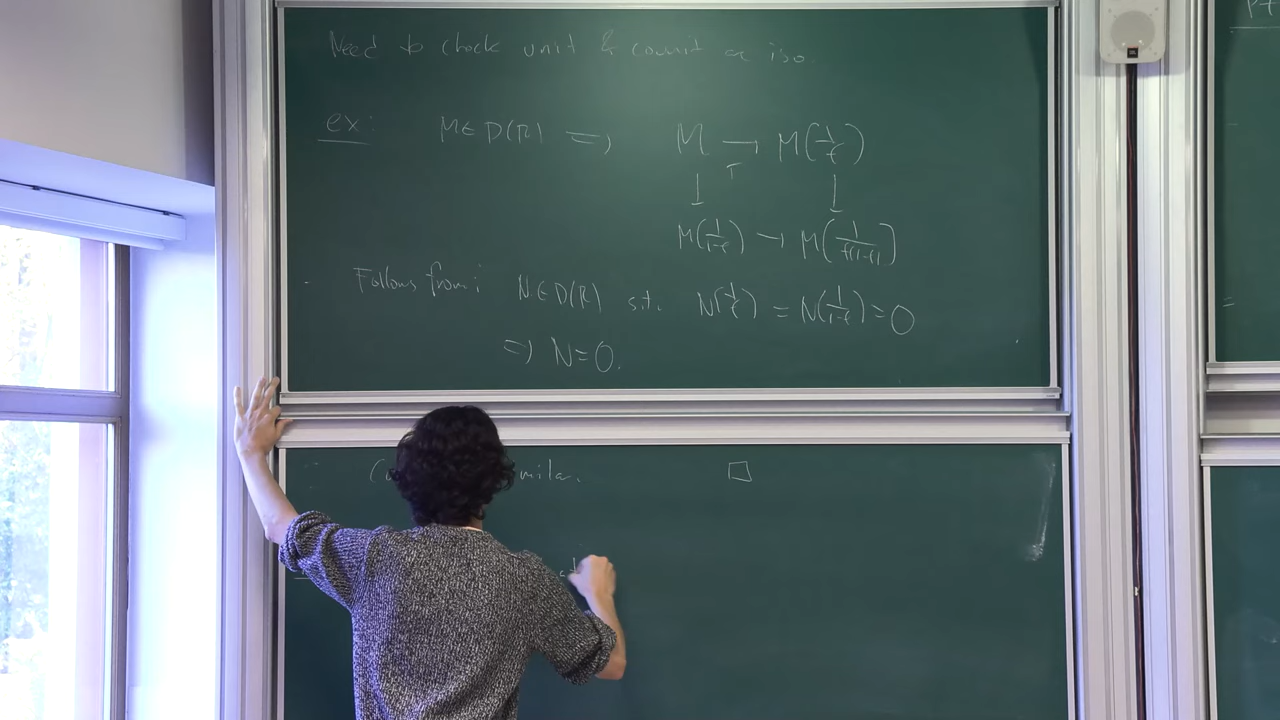 Need to check unit & counit are iso.
ex: M ∈ D(R) ⇒ M → M(1/f)
↓ ↓
M(1/1-f) → M(1/f(1-f))
Follows from: N ∈ D(R) s.t. N(1/f) = N(1/1-f) = 0
⇒ N = 0.
□